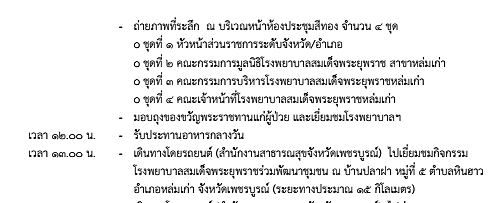 - ถ่ายภาพที่ระลึก ณ บริเวณหน้าห้องประชุมสีทอง จำนวน ๔ ชุด
o ชุดที่ ๑ หัวหน้าส่วนราชการระดับจังหวัด/อำเภอ
o ชุดที่ ๒ คณะกรรมการมูลนิธิโรงพยาบาลสมเด็จพระยุพราช สาขาหล่มเก่า
o ชุดที่ ๓ คณะกรรมการบริหารโรงพยาบาลสมเด็จพระยุพราชหล่มเก่า
o ชุดที่ ๔ คณะเจ้าหน้าที่โรงพยาบาลสมเด็จพระยุพราชหล่มเก่า
- มอบถุงของขวัญพระราชทานแก่ผู้ป่วย และเยี่ยมชมโรงพยาบาลฯ
เวลา ๑๒.๐๐ น. - รับประทานอาหารกลางวัน
เวลา ๑๓.๐๐ น. - เดินทางโดยรถยนต์ (สำนักงานสาธารณสุขจังหวัดเพชรบูรณ์) ไปเยี่ยมชมกิจกรรม
โรงพยาบาลสมเด็จพระยุพราชร่วมพัฒนาชุมชน ณ บ้านปลาฝา หมู่ที่ ๕ ตำบลหินฮาว
อำเภอหล่มเก่า จังหวัดเพชรบูรณ์ (ระยะทางประมาณ ๑๕ กิโลเมตร)